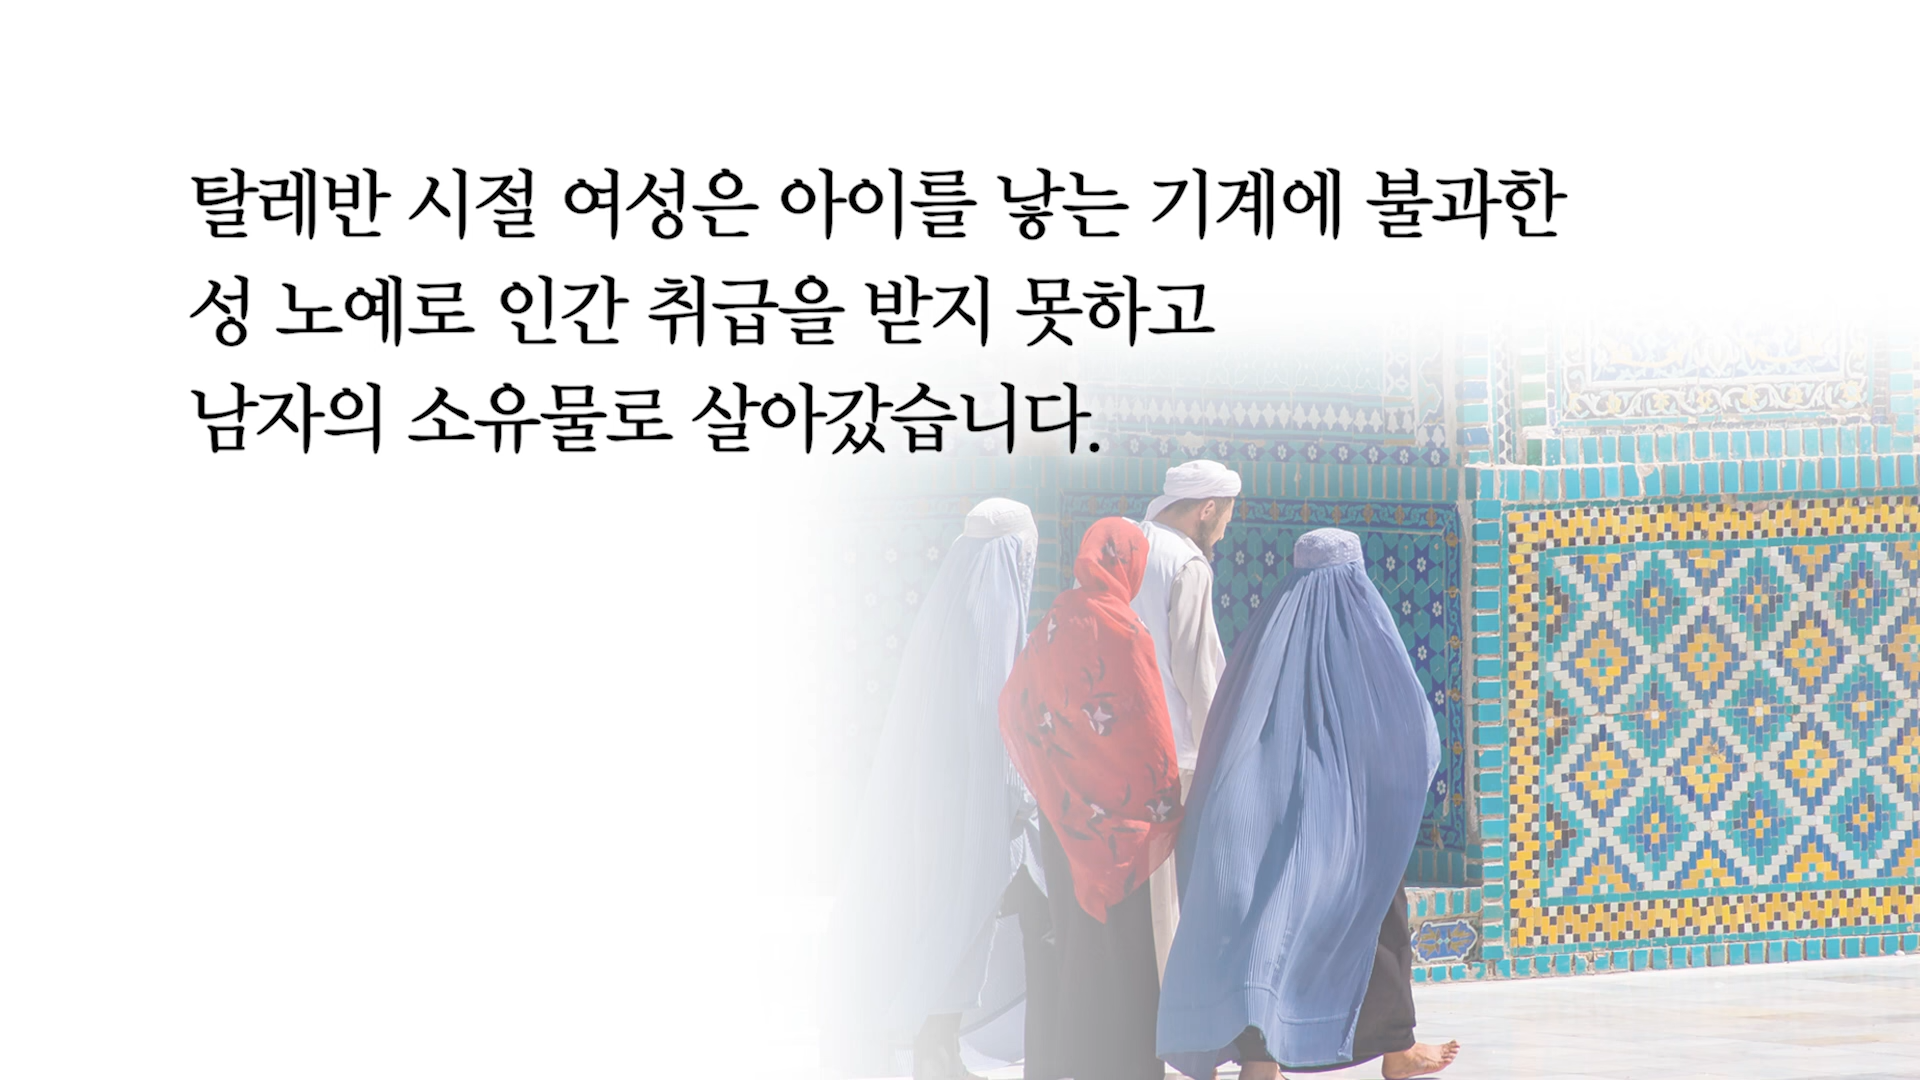 탈레반 시절 여성은 아이를 낳는 기계에 불과한
성 노예로 인간 취급을 받지 못하고
남자의 소유물로 살아갔습니다.